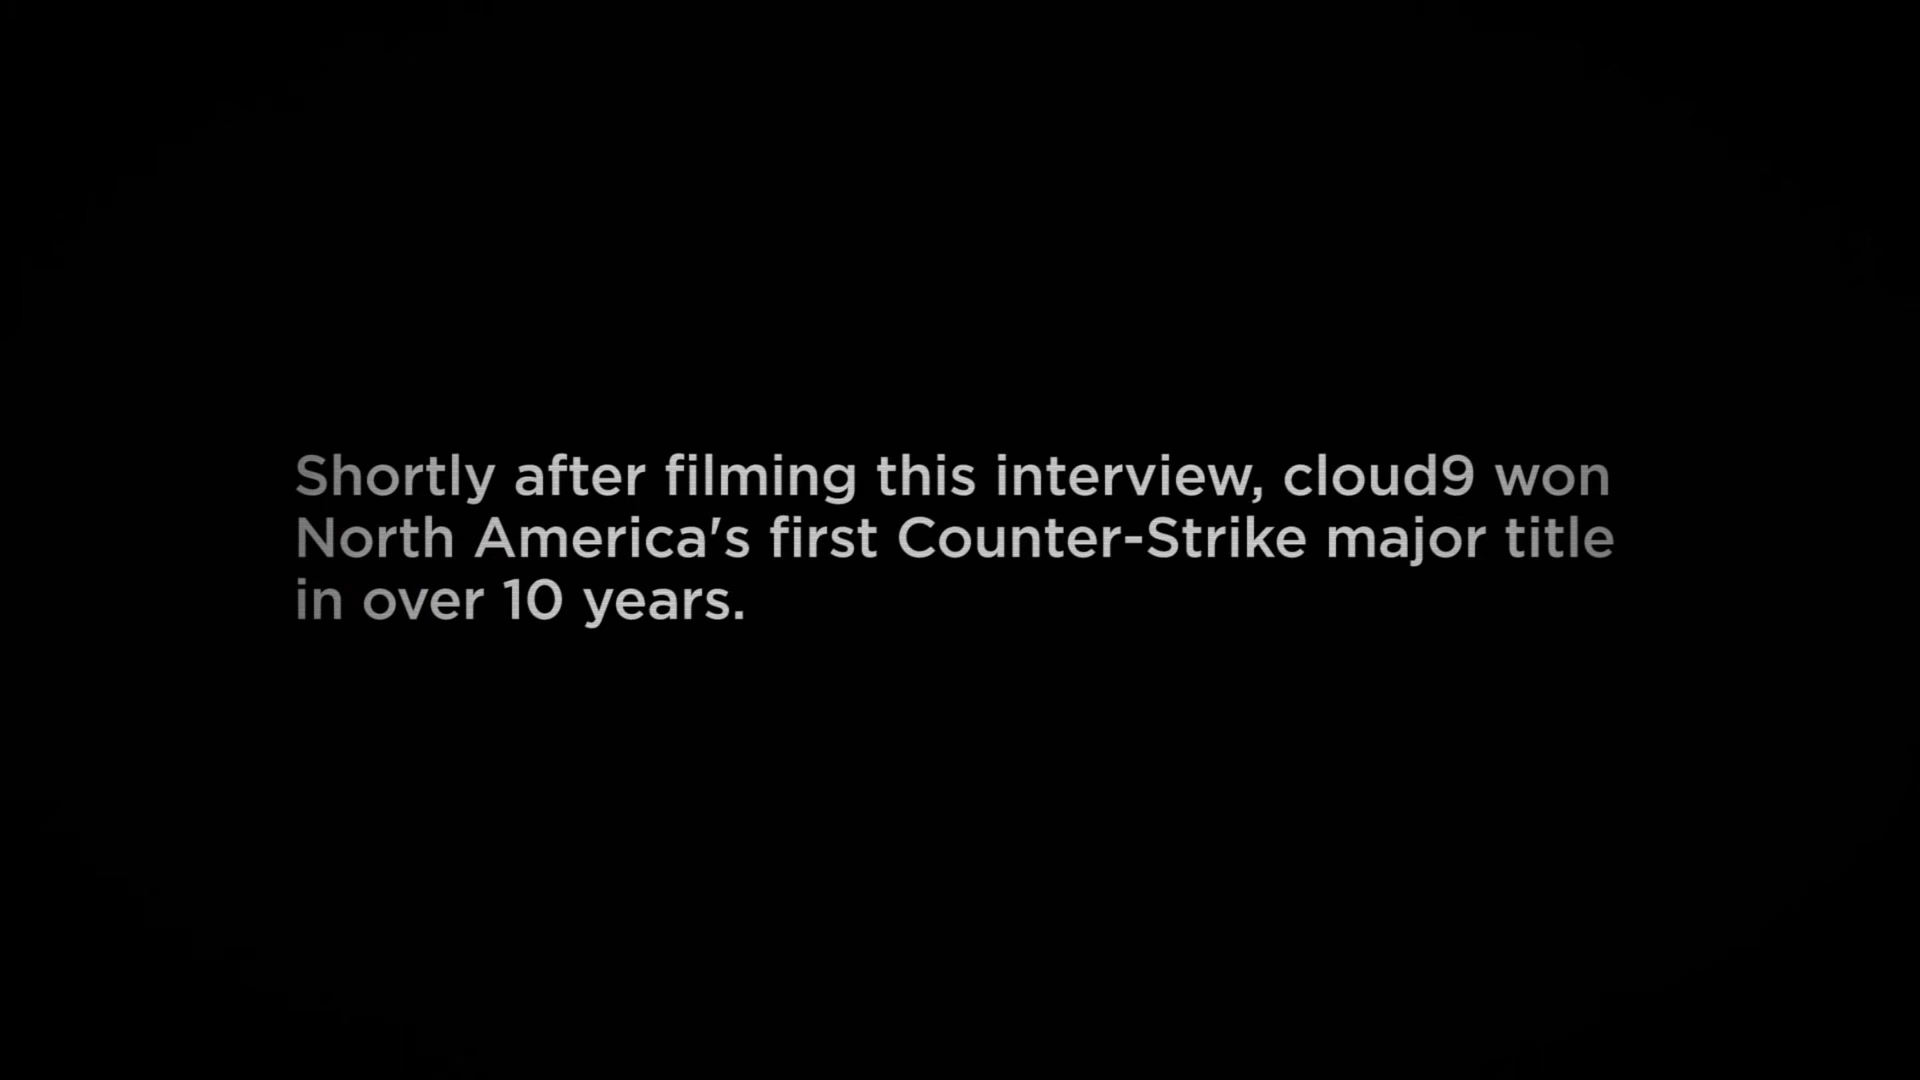 Shortly after filming this interview, cloud9 won
North America's first Counter-Strike major title
in over 10 years.